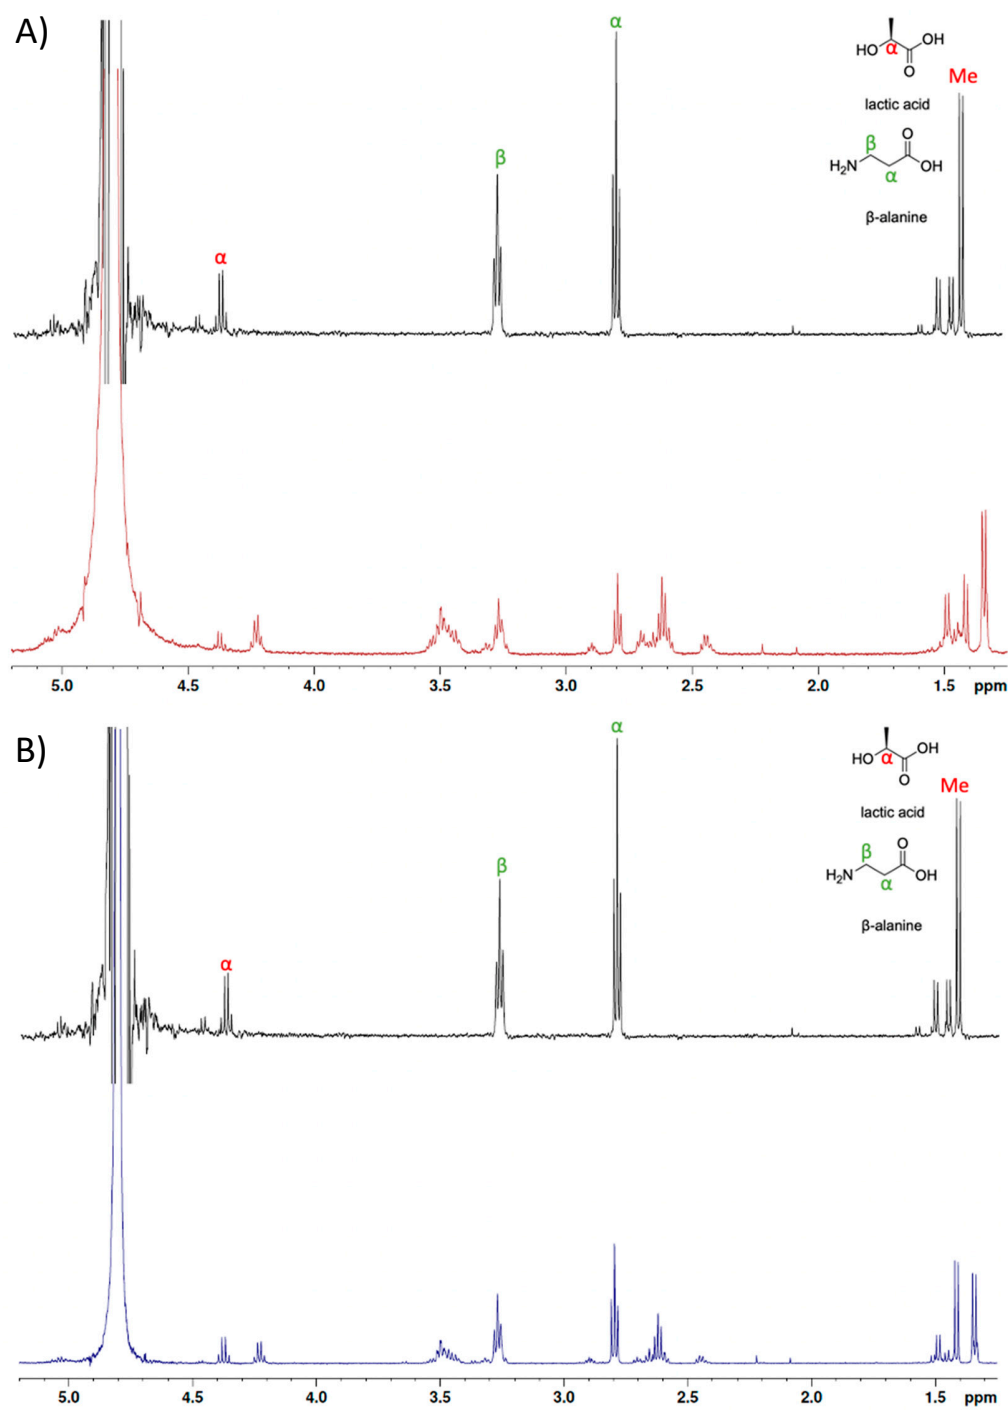 A)
α
HO
OH
α
O
Me
lactic acid
β
β
O
H₂N
OH
α
α
β-alanine
5.0 4.5 4.0 3.5 3.0 2.5 2.0 1.5 ppm
B)
α
HO
OH
α
O
Me
lactic acid
β
β
O
H₂N
OH
α
α
β-alanine
5.0 4.5 4.0 3.5 3.0 2.5 2.0 1.5 ppm